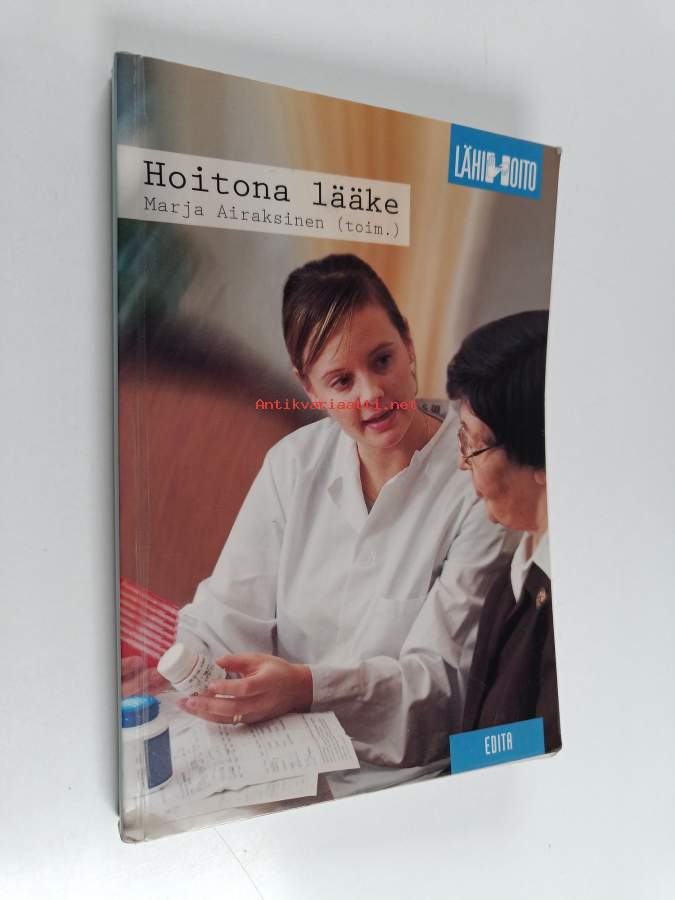 LÄHIHOITO
Hoitona lääke
Marja Airaksinen (toim.)
Antikvariaatti.net
EDITA